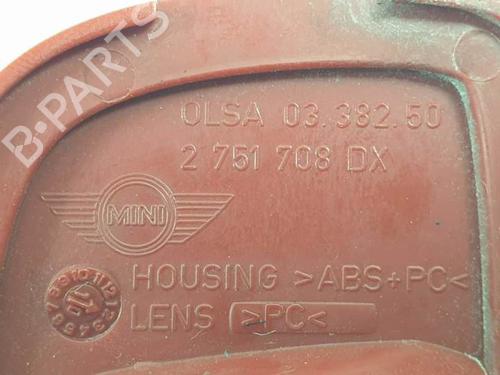 OLSA 03.382.50
2 751 708 DX
MINI
HOUSING >ABS+PC<
LENS >PC<
B-PARTS